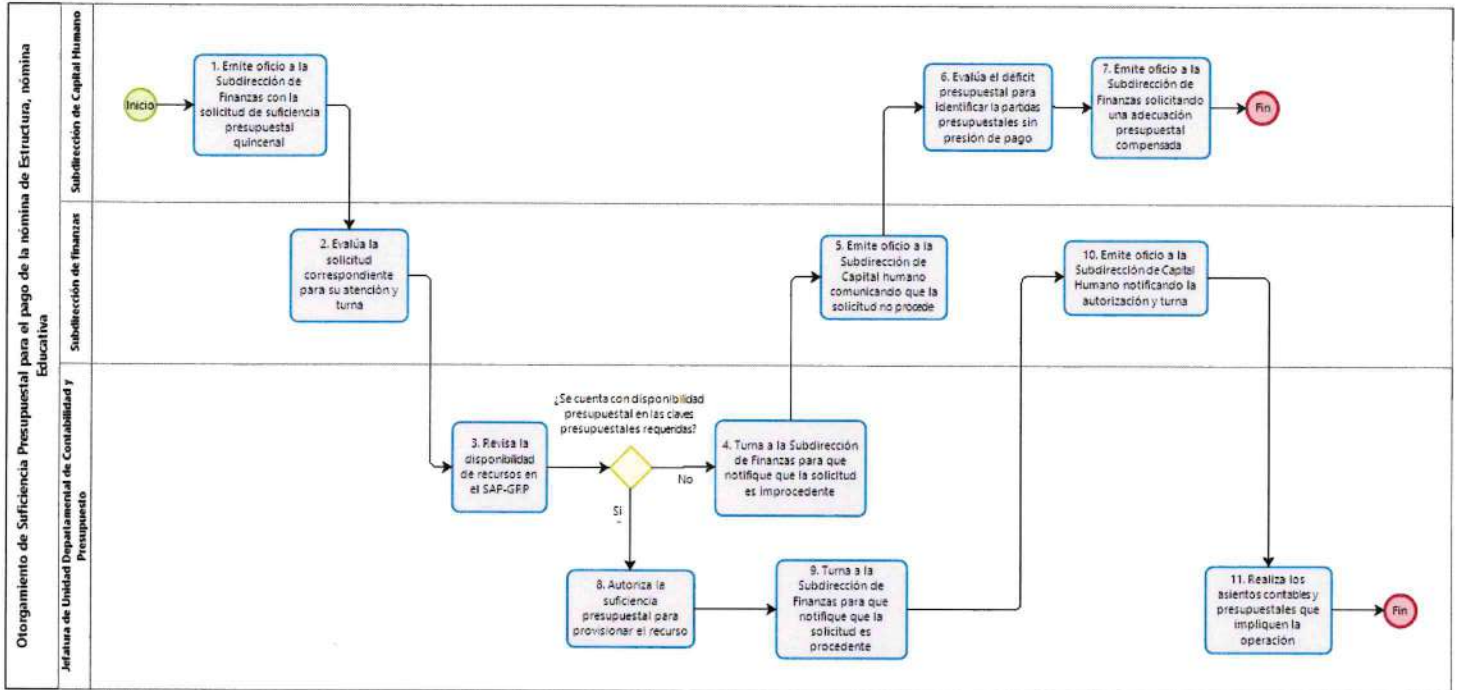 Otorgamiento de Suficiencia Presupuestal para el pago de la nómina de Estructura, nómina
Educativa
Subdirección de Capital Humano
Inicio
1. Emite oficio a la
Subdirección de
Finanzas con la
solicitud de suficiencia
presupuestal
quincenal
6. Evalúa el déficit
presupuestal para
identificar la partidas
presupuestales sin
presión de pago
7. Emite oficio a la
Subdirección de
Finanzas solicitando
una adecuación
presupuestal
compensada
Fin
Subdirección de finanzas
2. Evalúa la
solicitud
correspondiente
para su atención y
turna
5. Emite oficio a la
Subdirección de
Capital humano
comunicando que la
solicitud no procede
10. Emite oficio a la
Subdirección de Capital
Humano notificando la
autorización y turna
Jefatura de Unidad Departamental de Contabilidad y
Presupuesto
3. Revisa la
disponibilidad
de recursos en
el SAP-GRP
¿Se cuenta con disponibilidad
presupuestal en las claves
presupuestales requeridas?
No
Si
4. Turna a la Subdirección
de Finanzas para que
notifique que la solicitud
es improcedente
8. Autoriza la
suficiencia
presupuestal para
provisionar el recurso
9. Turna a la
Subdirección de
Finanzas para que
notifique que la
solicitud es
procedente
11. Realiza los
asientos contables y
presupuestales que
impliquen la
operación
Fin